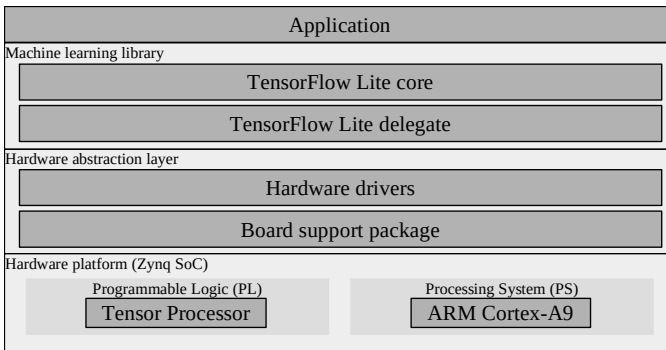 Application
Machine learning library
TensorFlow Lite core
TensorFlow Lite delegate
Hardware abstraction layer
Hardware drivers
Board support package
Hardware platform (Zynq SoC)
Programmable Logic (PL)
Tensor Processor
Processing System (PS)
ARM Cortex-A9